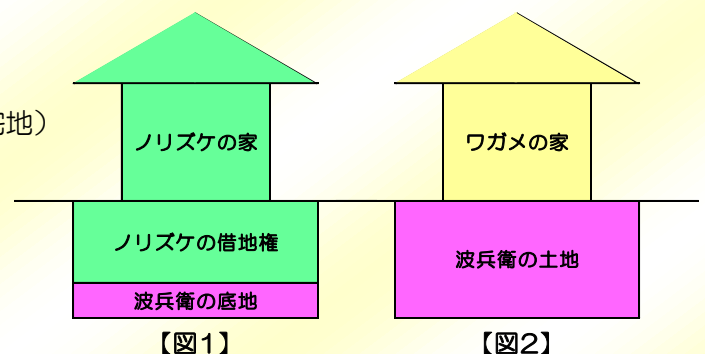 宅地）
ノリズケの家
ワガメの家
ノリズケの借地権
波兵衛の土地
波兵衛の底地
【図1】
【図2】